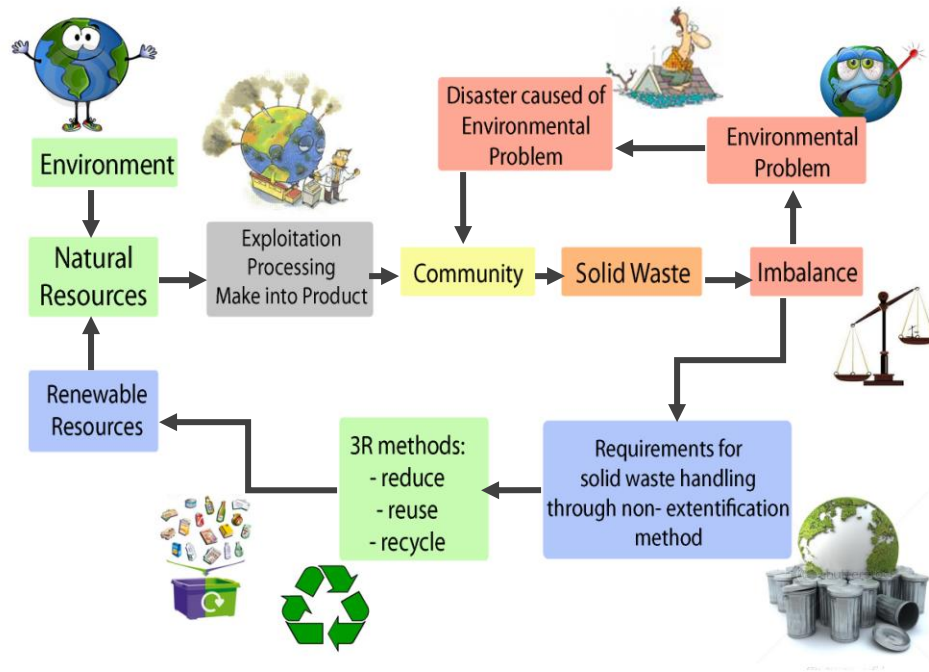 Environment
Natural
Resources
Exploitation
Processing
Make into Product
Community
Solid Waste
Imbalance
Environmental
Problem
Disaster caused of
Environmental
Problem
Requirements for
solid waste handling
through non- extentification
method
3R methods:
- reduce
- reuse
- recycle
Renewable
Resources